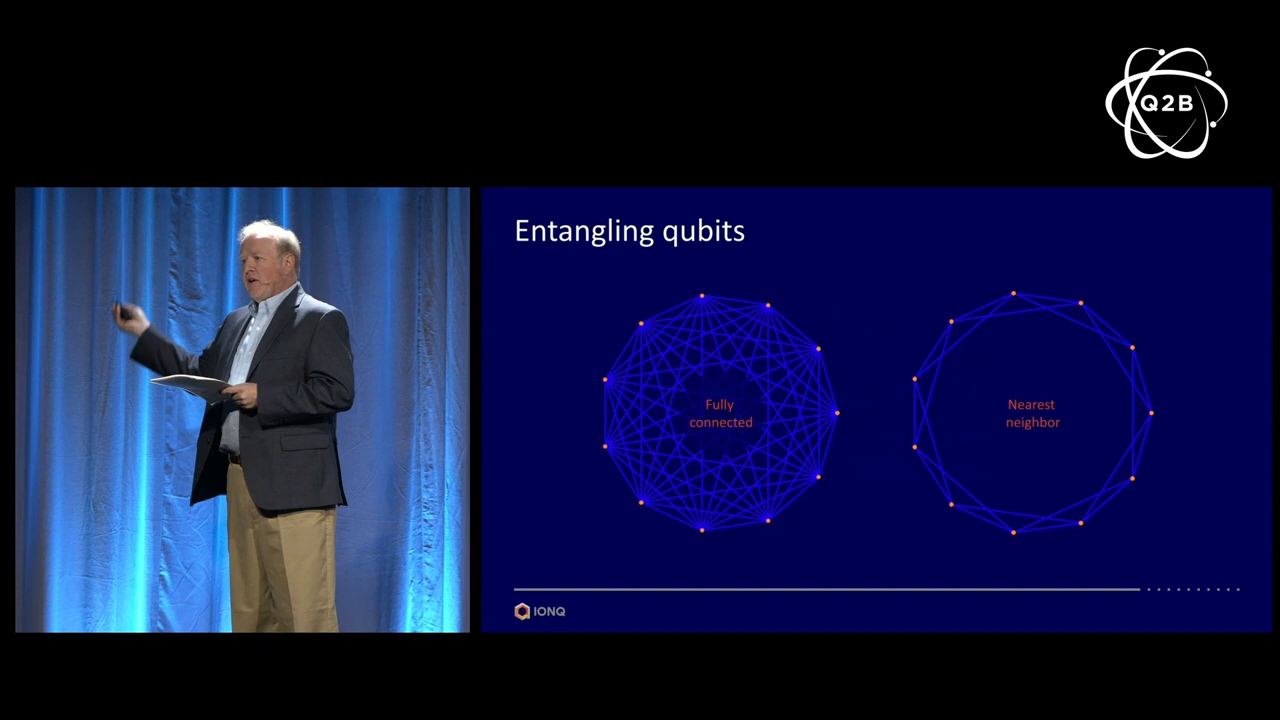 Q2B
Entangling qubits
Fully
connected
Nearest
neighbor
IONQ